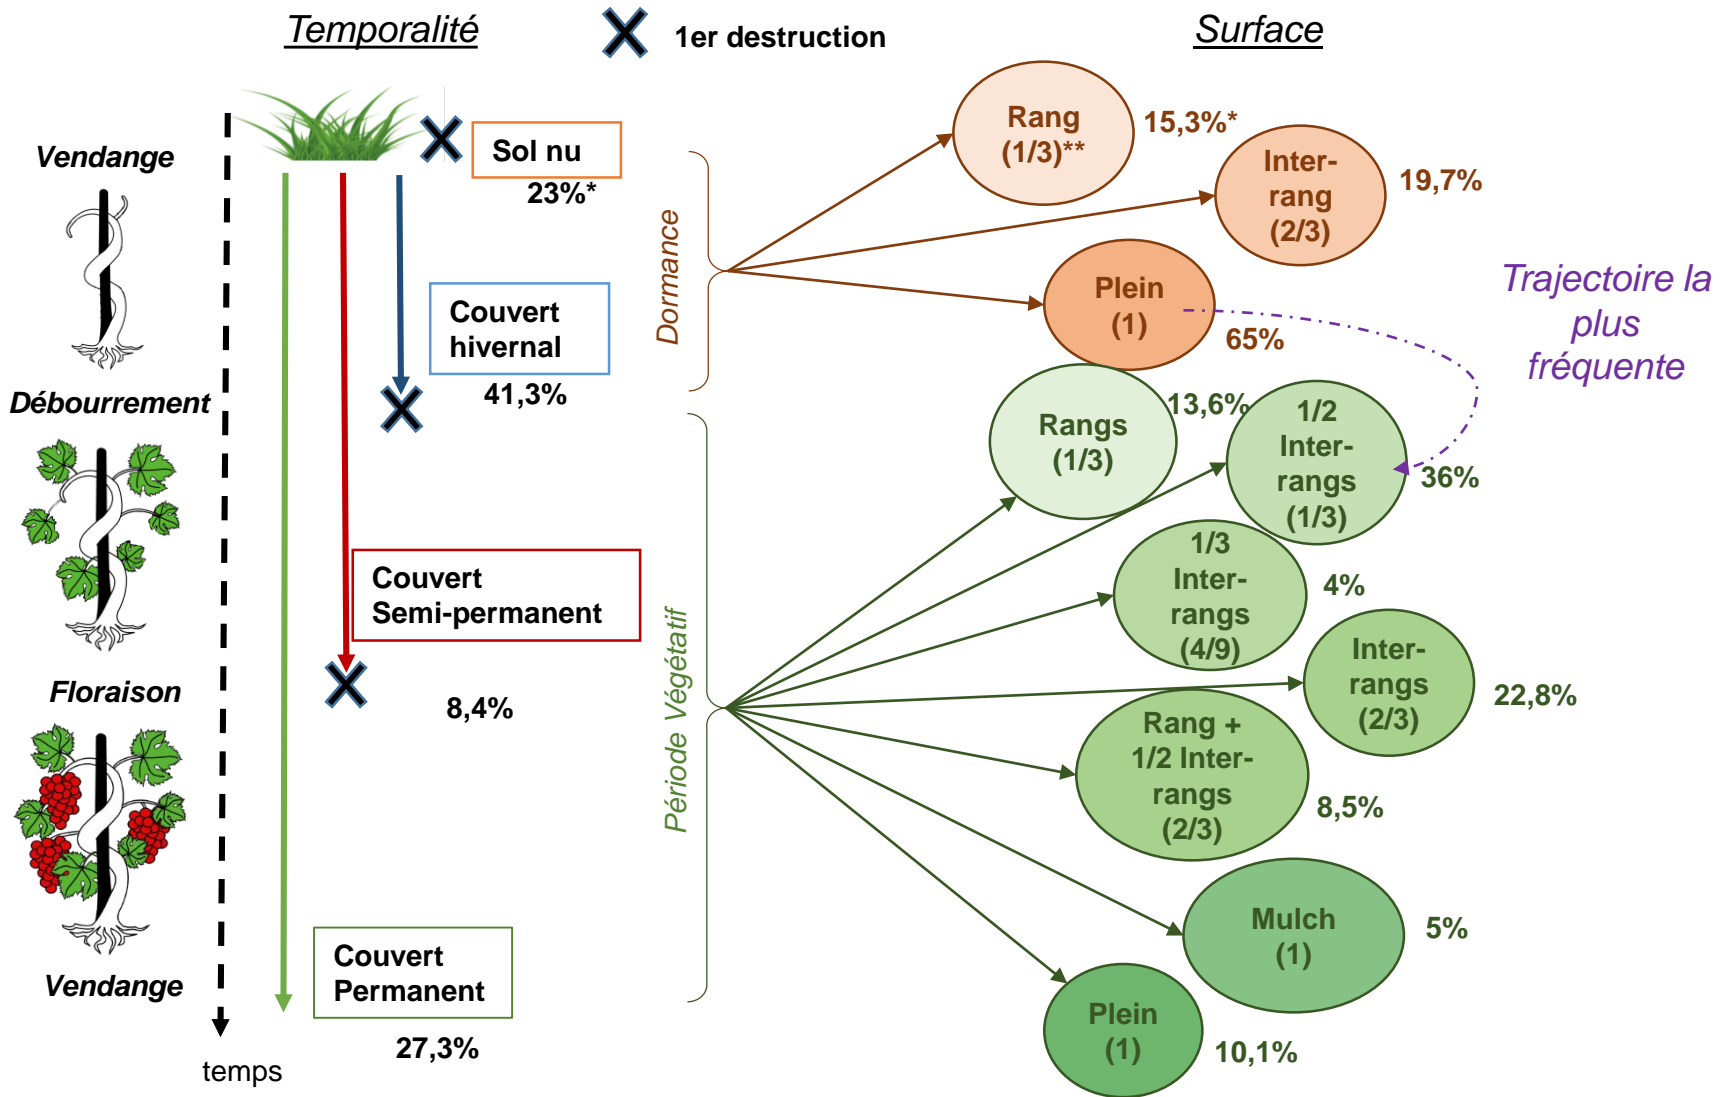 Temporalité
1er destruction
Surface
Vendange
Débourrement
Floraison
Vendange
temps
Sol nu
23%*
Couvert
hivernal
41,3%
Couvert
Semi-permanent
8,4%
Couvert
Permanent
27,3%
Dormance
Rang
(1/3)**
15,3%*
Inter-
rang
(2/3)
19,7%
Plein
(1)
65%
Trajectoire la
plus
fréquente
Période Végétatif
Rangs
(1/3)
13,6%
1/2
Inter-
rangs
(1/3)
36%
1/3
Inter-
rangs
(4/9)
4%
Inter-
rangs
(2/3)
22,8%
Rang +
1/2 Inter-
rangs
(2/3)
8,5%
Mulch
(1)
5%
Plein
(1)
10,1%